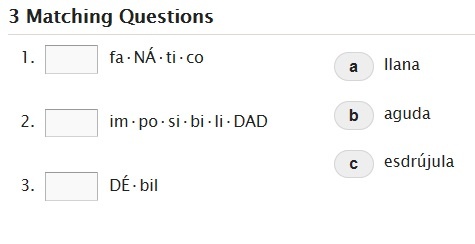 3 Matching Questions
1. fa·NÁ·ti·co
a llana
2. im·po·si·bi·li·DAD
b aguda
3. DÉ·bil
c esdrújula